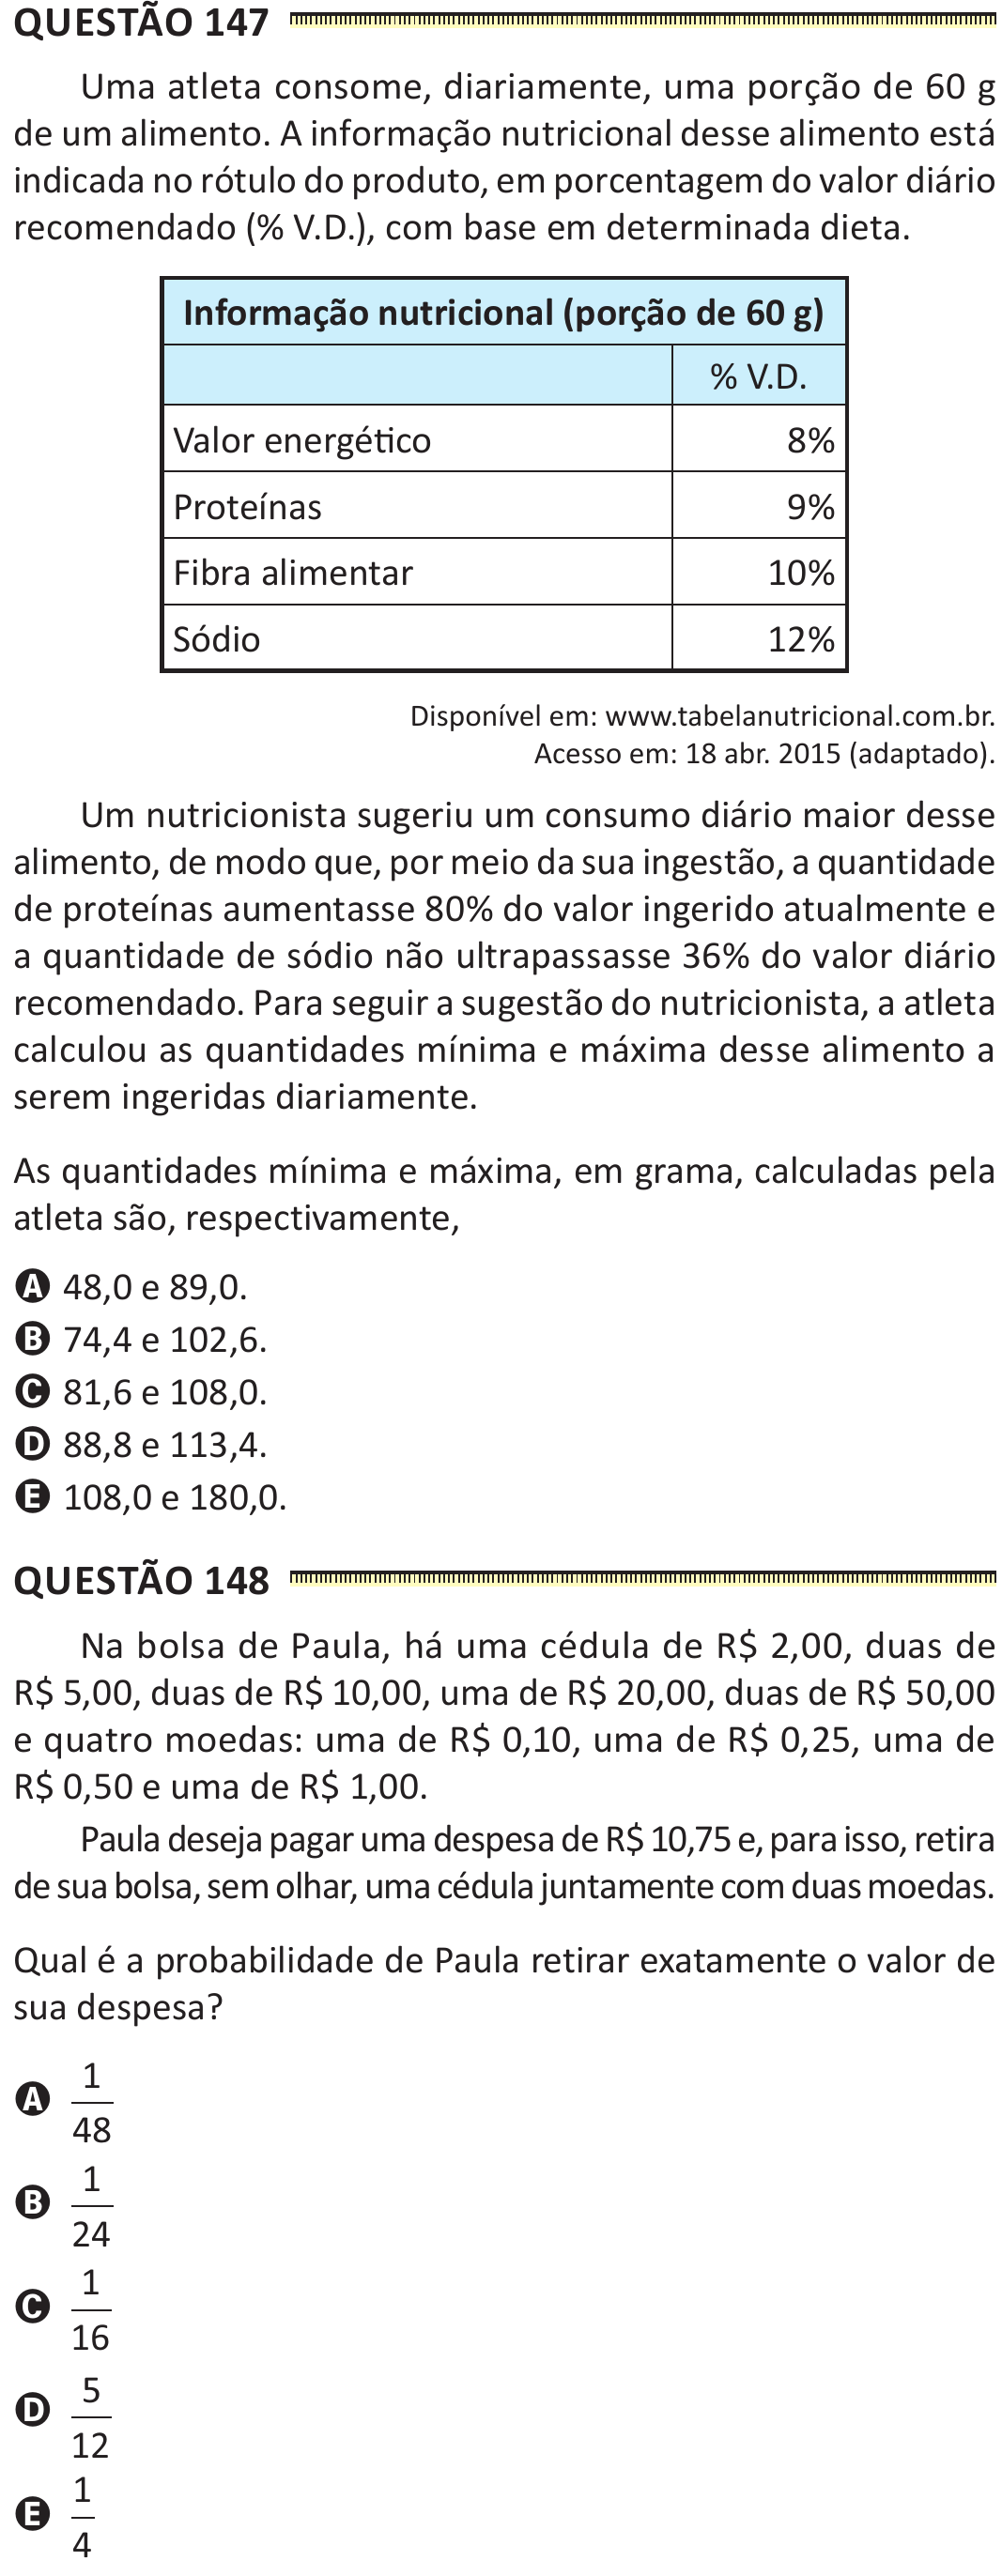 QUESTÃO 147
Uma atleta consome, diariamente, uma porção de 60 g
de um alimento. A informação nutricional desse alimento está
indicada no rótulo do produto, em porcentagem do valor diário
recomendado (% V.D.), com base em determinada dieta.
Informação nutricional (porção de 60 g)
% V.D.
Valor energético 8%
Proteínas 9%
Fibra alimentar 10%
Sódio 12%
Disponível em: www.tabelanutricional.com.br.
Acesso em: 18 abr. 2015 (adaptado).
Um nutricionista sugeriu um consumo diário maior desse
alimento, de modo que, por meio da sua ingestão, a quantidade
de proteínas aumentasse 80% do valor ingerido atualmente e
a quantidade de sódio não ultrapassasse 36% do valor diário
recomendado. Para seguir a sugestão do nutricionista, a atleta
calculou as quantidades mínima e máxima desse alimento a
serem ingeridas diariamente.
As quantidades mínima e máxima, em grama, calculadas pela
atleta são, respectivamente,
A 48,0 e 89,0.
B 74,4 e 102,6.
C 81,6 e 108,0.
D 88,8 e 113,4.
E 108,0 e 180,0.
QUESTÃO 148
Na bolsa de Paula, há uma cédula de R$ 2,00, duas de
R$ 5,00, duas de R$ 10,00, uma de R$ 20,00, duas de R$ 50,00
e quatro moedas: uma de R$ 0,10, uma de R$ 0,25, uma de
R$ 0,50 e uma de R$ 1,00.
Paula deseja pagar uma despesa de R$ 10,75 e, para isso, retira
de sua bolsa, sem olhar, uma cédula juntamente com duas moedas.
Qual é a probabilidade de Paula retirar exatamente o valor de
sua despesa?
A 1/48
B 1/24
C 1/16
D 5/12
E 1/4